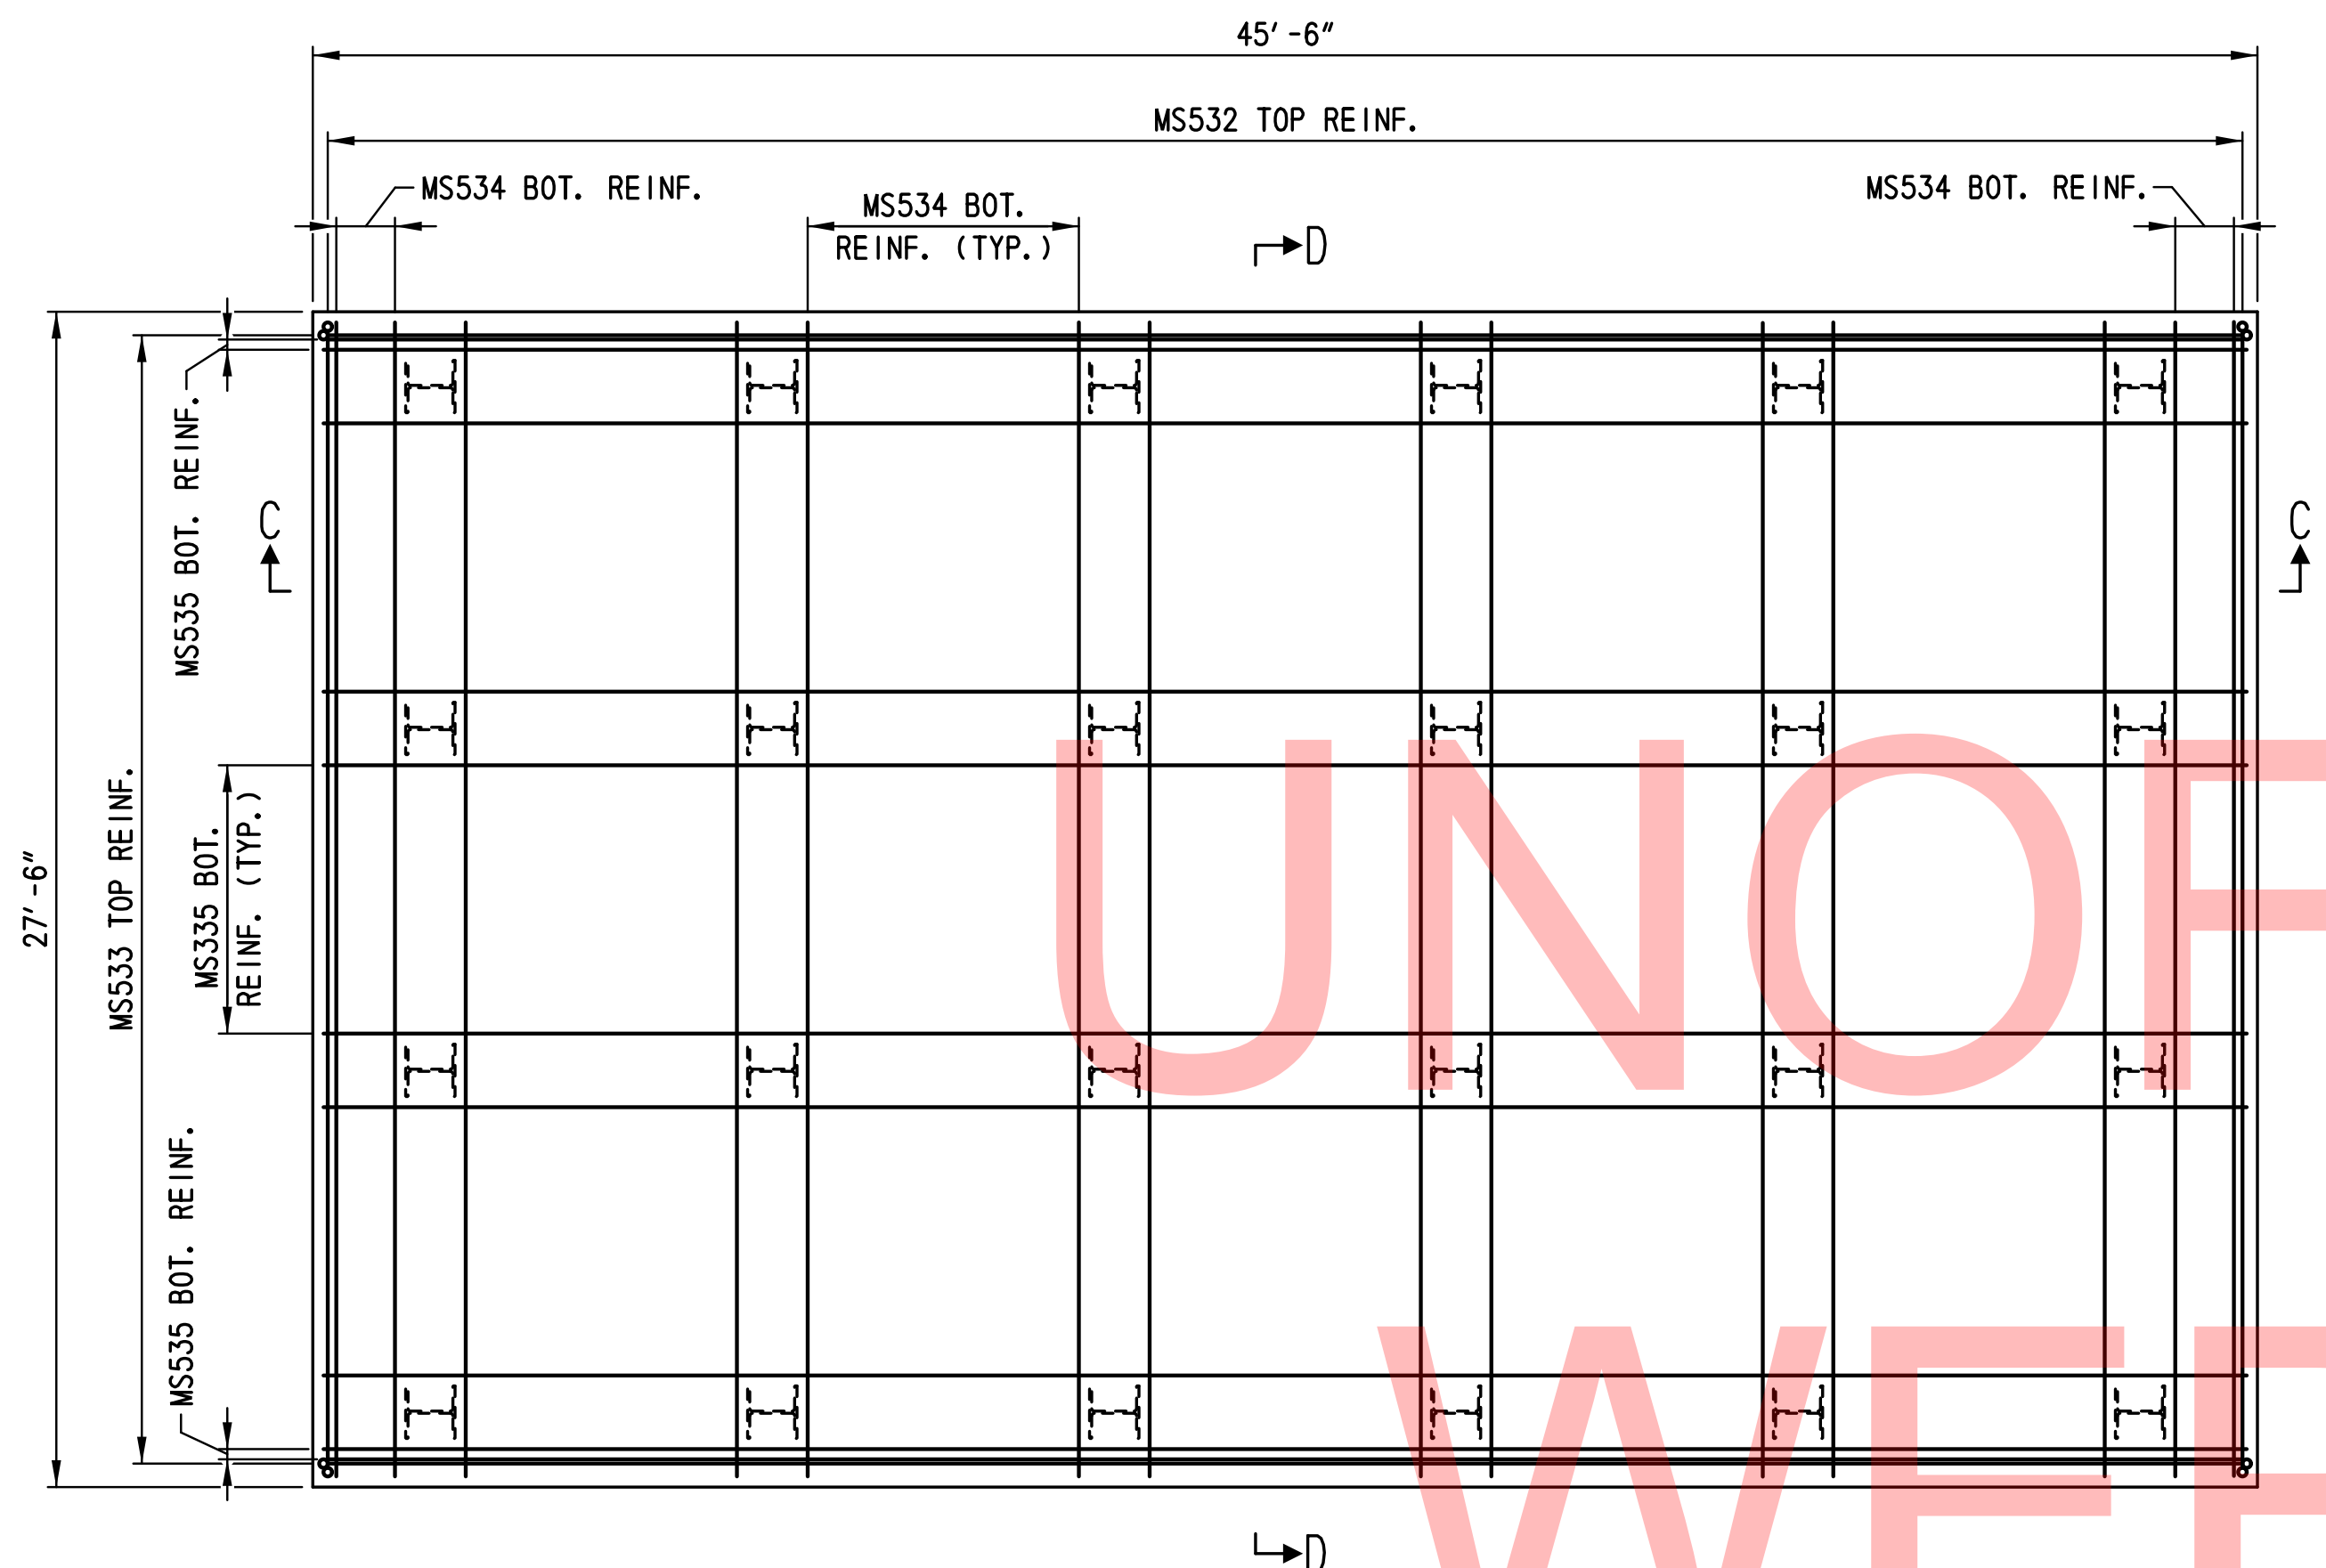 45'-6"
MS532 TOP REINF.
MS534 BOT. REINF.
MS534 BOT.
REINF. (TYP.)
MS534 BOT. REINF.
D
MS535 BOT. REINF.
C
C
27'-6"
MS533 TOP REINF.
MS335 BOT.
REINF. (TYP.)
MS535 BOT. REINF.
D
UNOF